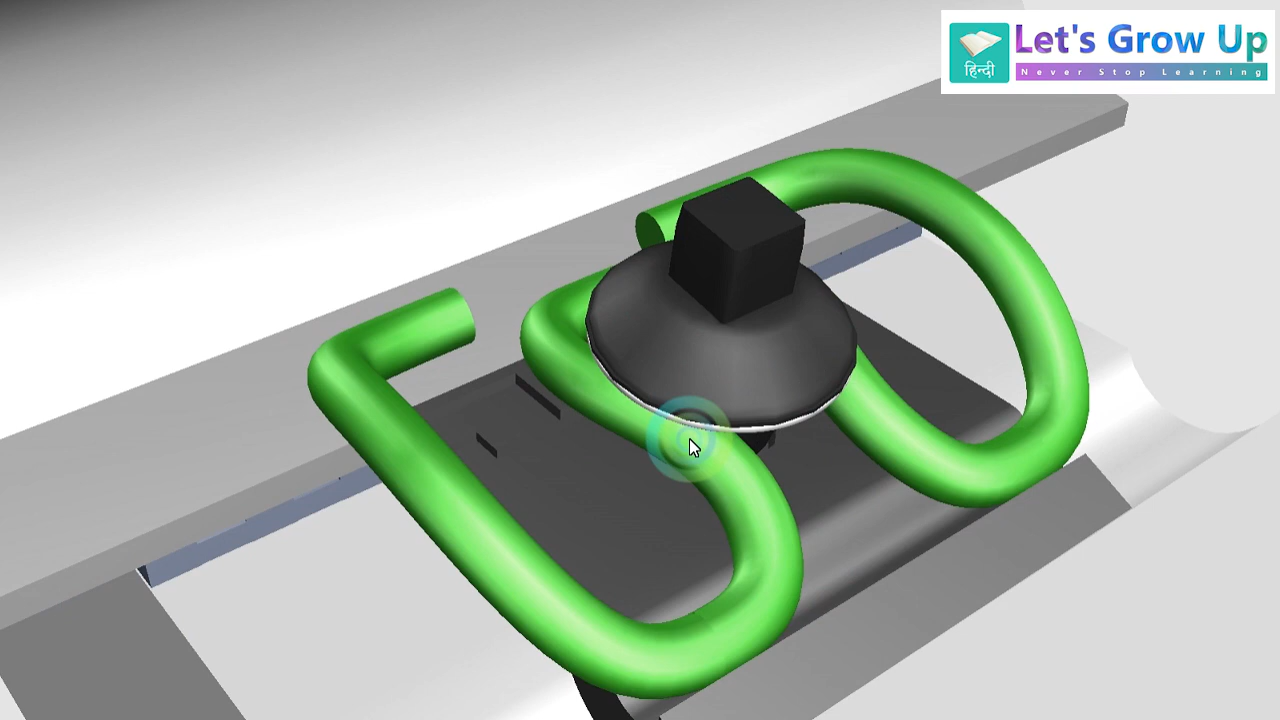 Let's Grow Up
हिन्दी
Never Stop Learning